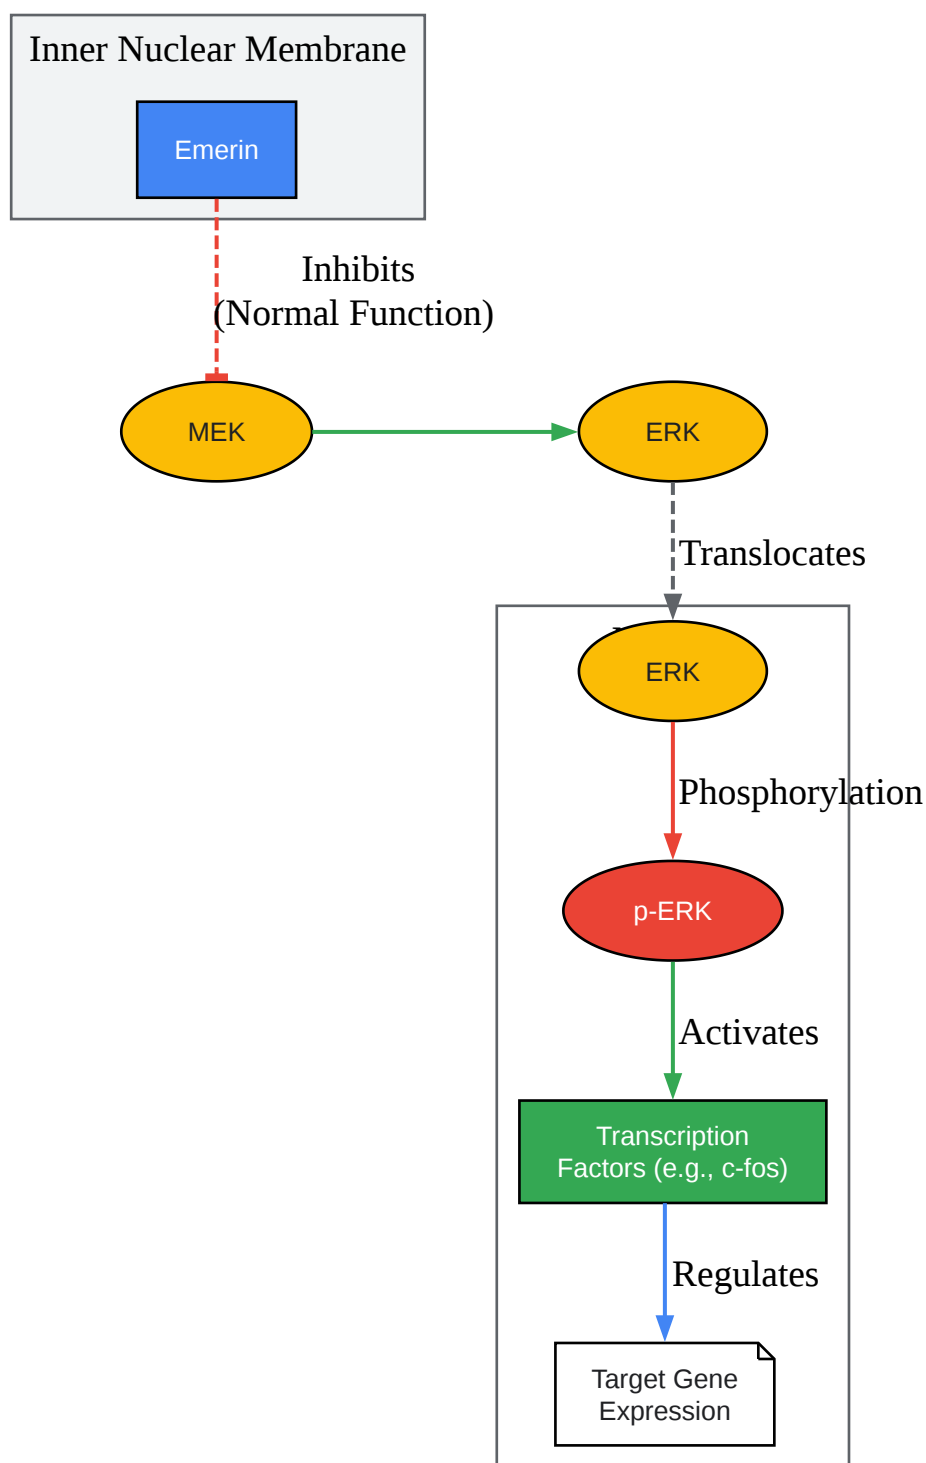 Inner Nuclear Membrane
Emerin
Inhibits
(Normal Function)
MEK
ERK
Translocates
ERK
Phosphorylation
p-ERK
Activates
Transcription
Factors (e.g., c-fos)
Regulates
Target Gene
Expression